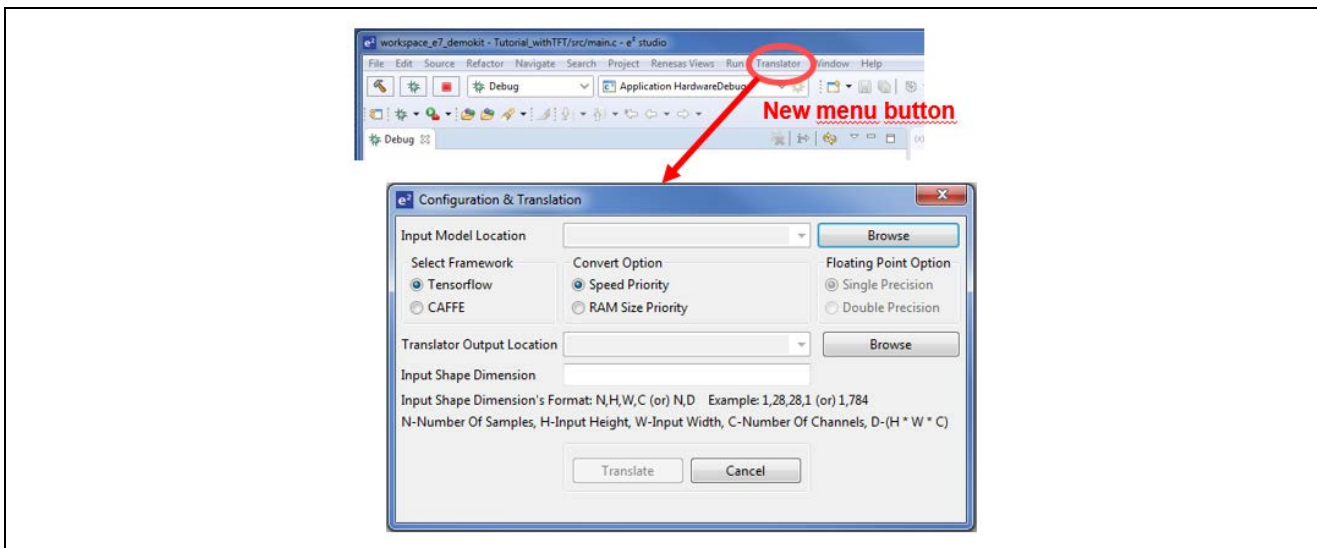 e² workspace_e7_demokit - Tutorial_withTFT/src/main.c - e² studio
File Edit Source Refactor Navigate Search Project Renesas Views Run Translator Window Help
Debug Application HardwareDebug
New menu button
Debug
e² Configuration & Translation
Input Model Location Browse
Select Framework Convert Option Floating Point Option
Tensorflow Speed Priority Single Precision
CAFFE RAM Size Priority Double Precision
Translator Output Location Browse
Input Shape Dimension
Input Shape Dimension's Format: N,H,W,C (or) N,D Example: 1,28,28,1 (or) 1,784
N-Number Of Samples, H-Input Height, W-Input Width, C-Number Of Channels, D-(H * W * C)
Translate Cancel